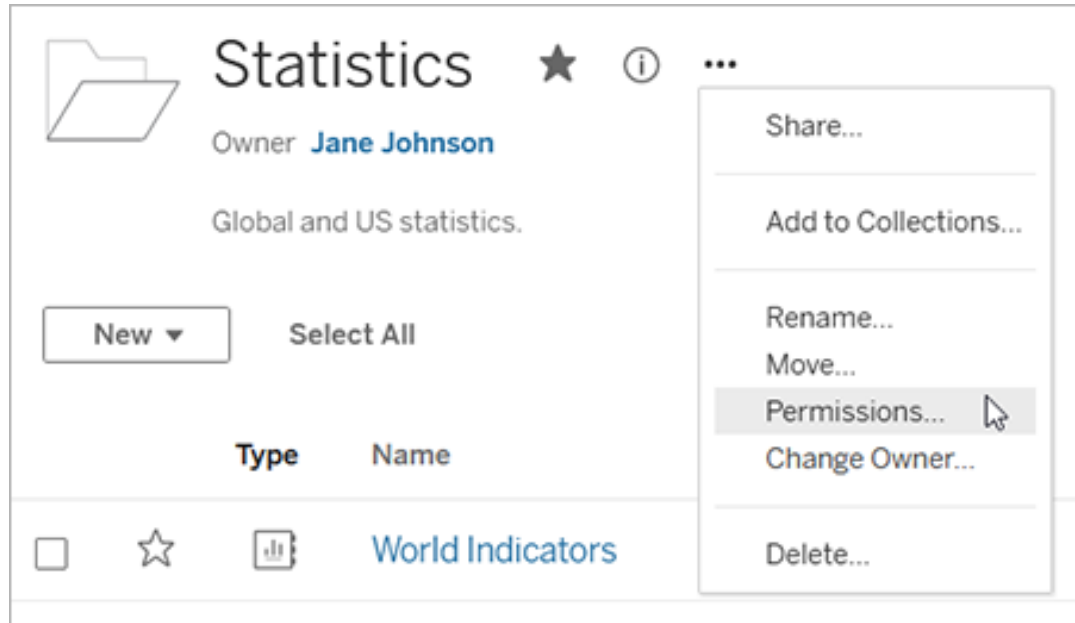 Statistics
Owner Jane Johnson
Global and US statistics.
New
Select All
Share...
Add to Collections...
Rename...
Move...
Permissions...
Change Owner...
Delete...
Type Name
World Indicators